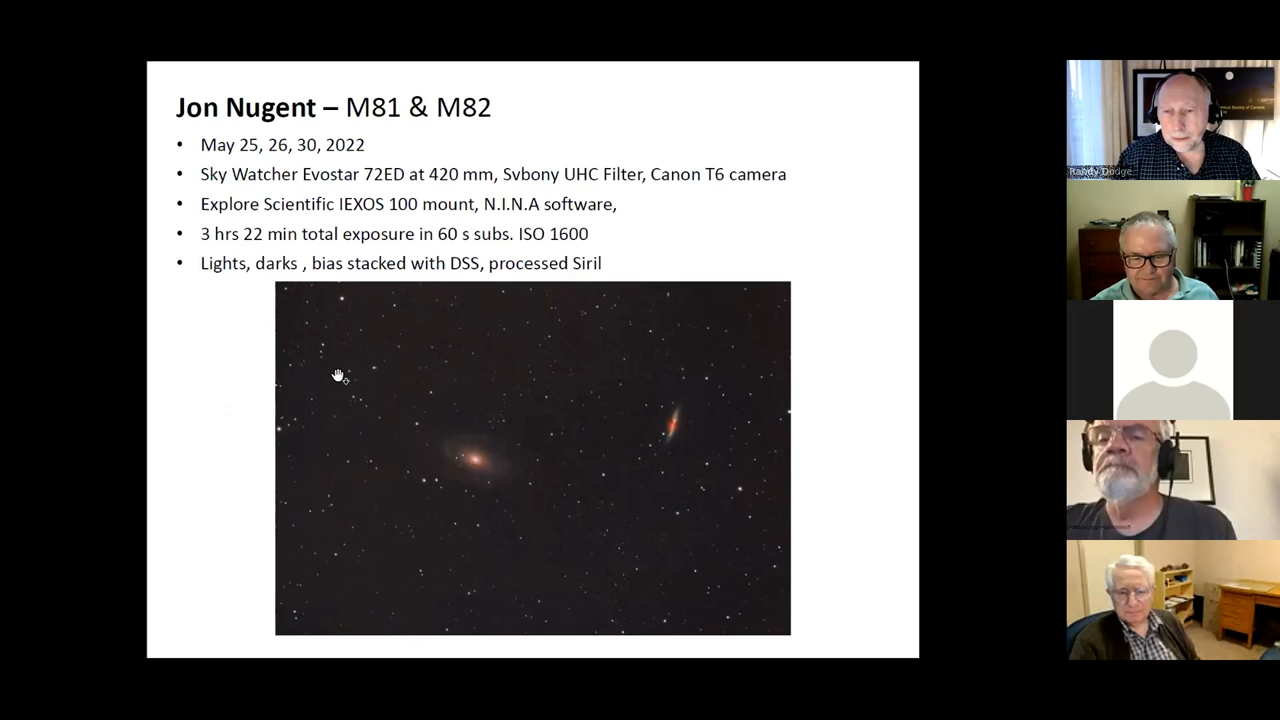 Jon Nugent – M81 & M82
• May 25, 26, 30, 2022
• Sky Watcher Evostar 72ED at 420 mm, Svbony UHC Filter, Canon T6 camera
• Explore Scientific IEXOS 100 mount, N.I.N.A software,
• 3 hrs 22 min total exposure in 60 s subs. ISO 1600
• Lights, darks , bias stacked with DSS, processed Siril
Randy Dodge